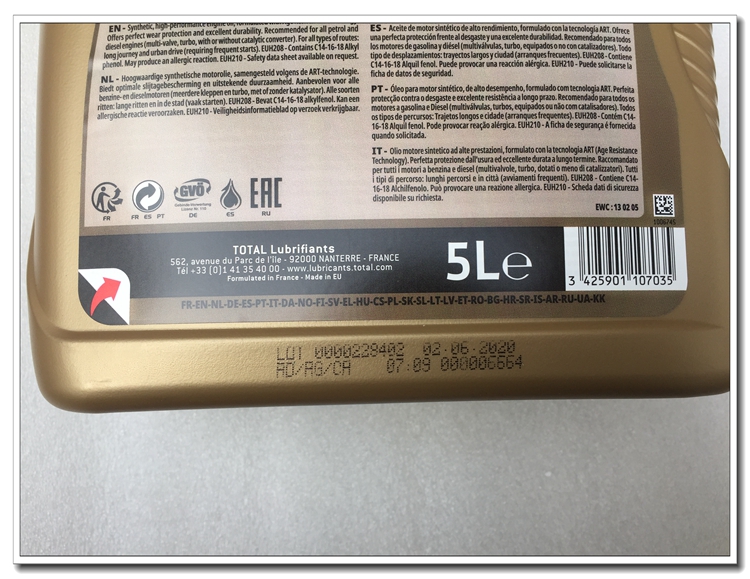 EN - Synthetic, high-performance engine oil, formulated with
Offers perfect wear protection and excellent durability. Recommended for all petrol and
diesel engines (multi-valve, turbo, with or without catalytic converter). For all types of routes:
long journey and urban drive (requiring frequent starts). EUH208 - Contains C14-16-18 Alkyl
phenol. May produce an allergic reaction. EUH210 - Safety data sheet available on request.
NL - Hoogwaardige synthetische motorolie, samengesteld volgens de ART-technologie.
Biedt optimale slijtagebescherming en uitstekende duurzaamheid. Aanbevolen voor alle
benzine- en dieselmotoren (meerdere kleppen en turbo, met of zonder katalysator). Alle soorten
ritten: lange ritten en in de stad (vaak starten). EUH208 - Bevat C14-16-18 alkylfenol. Kan een
allergische reactie veroorzaken. EUH210 - Veiligheidsinformatieblad op verzoek verkrijgbaar.
ES - Aceite de motor sintético de alto rendimiento, formulado con la tecnología ART. Ofrece
una perfecta protección frente al desgaste y una excelente durabilidad. Recomendado para todos
los motores de gasolina y diésel (multiválvulas, turbo, equipados o no con catalizadores). Todo
tipo de desplazamientos: trayectos largos y ciudad (arranques frecuentes). EUH208 - Contiene
C14-16-18 Alquil fenol. Puede provocar una reacción alérgica. EUH210 - Puede solicitarse la
ficha de datos de seguridad.
PT - Óleo para motor sintético, de alto desempenho, formulado com a tecnologia ART. Perfeita
protecção contra o desgaste e excelente resistência a longo prazo. Recomendado para todos os
motores a gasolina e Diesel (multiválvulas, turbos, equipados ou não com catalisadores). Todos
os tipos de percursos: Trajetos longos e cidade (arranques frequentes). EUH208 - Contém C14-
16-18 Alquil fenol. Pode provocar reação alérgica. EUH210 - A ficha de segurança é fornecida
quando solicitada.
IT - Olio motore sintetico ad alte prestazioni, formulato con la tecnologia ART (Age Resistance
Technology). Perfetta protezione dall'usura ed eccellente durata a lungo termine. Raccomandato
per tutti i motori a benzina e diesel (multivalvole, turbo, dotati o meno di catalizzatori). Tutti
i tipi di percorso: lunghi percorsi e in città (avviamenti frequenti). EUH208 - Contiene C14-
16-18 Alchilfenolo. Può provocare una reazione allergica. EUH210 - Scheda dati di sicurezza
disponibile su richiesta.
EWC : 13 02 05
GVÖ
EAC
FR
FR ES PT
DE
ES
RU
TOTAL Lubrifiants
562, avenue du Parc de l'île - 92000 NANTERRE - FRANCE
Tél +33 [0]1 41 35 40 00 - www.lubricants.total.com
Formulated in France - Made in EU
5Le
3 425901 107035
FR-EN-NL-DE-ES-PT-IT-DA-NO-FI-SV-EL-HU-CS-PL-SK-SL-LT-LV-ET-RO-BG-HR-SR-IS-AR-RU-UA-KK
LOT 0000228402 02-06-2020
AD/AG/CA 07:09 000006664